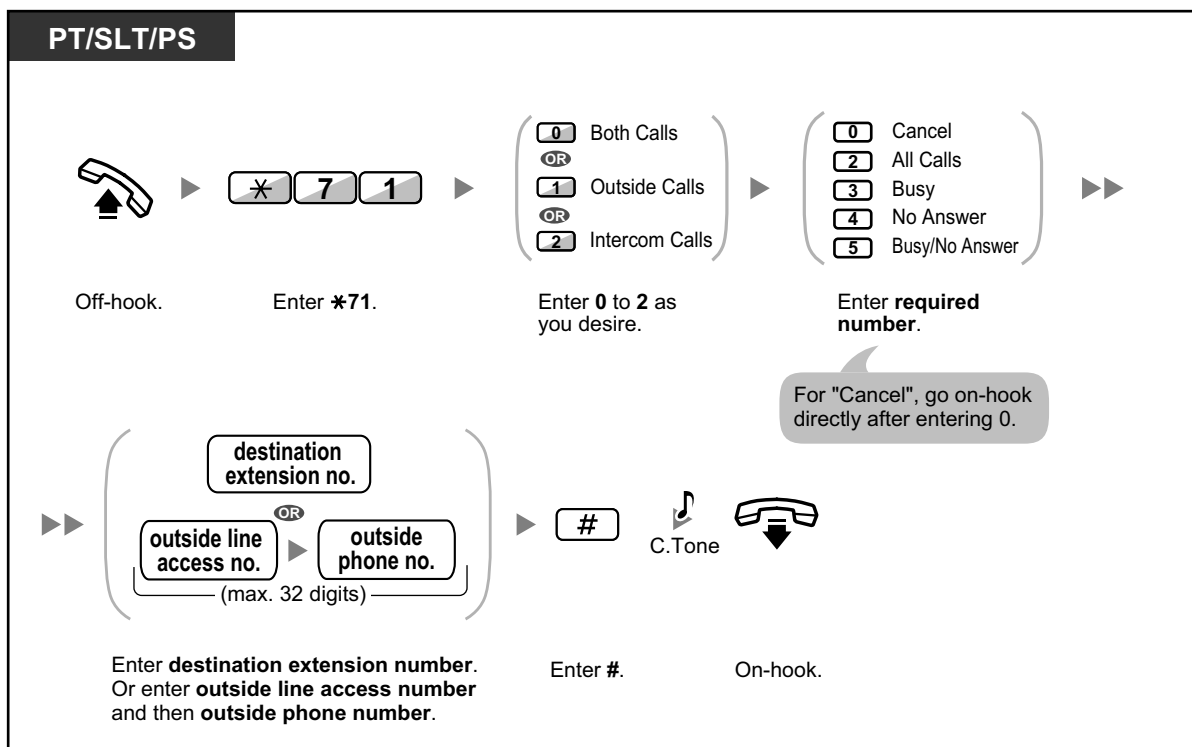 PT/SLT/PS
0 Both Calls
OR
1 Outside Calls
OR
2 Intercom Calls
0 Cancel
2 All Calls
3 Busy
4 No Answer
5 Busy/No Answer
* 7 1
Off-hook.
Enter *71.
Enter 0 to 2 as
you desire.
Enter required
number.
For "Cancel", go on-hook
directly after entering 0.
destination
extension no.
OR
outside line
access no.
outside
phone no.
(max. 32 digits)
#
C.Tone
Enter destination extension number.
Or enter outside line access number
and then outside phone number.
Enter #.
On-hook.